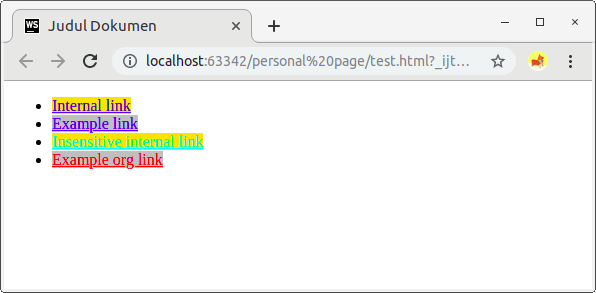 WS Judul Dokumen
localhost:63342/personal%20page/test.html?_ijt...
Internal link
Example link
Insensitive internal link
Example org link